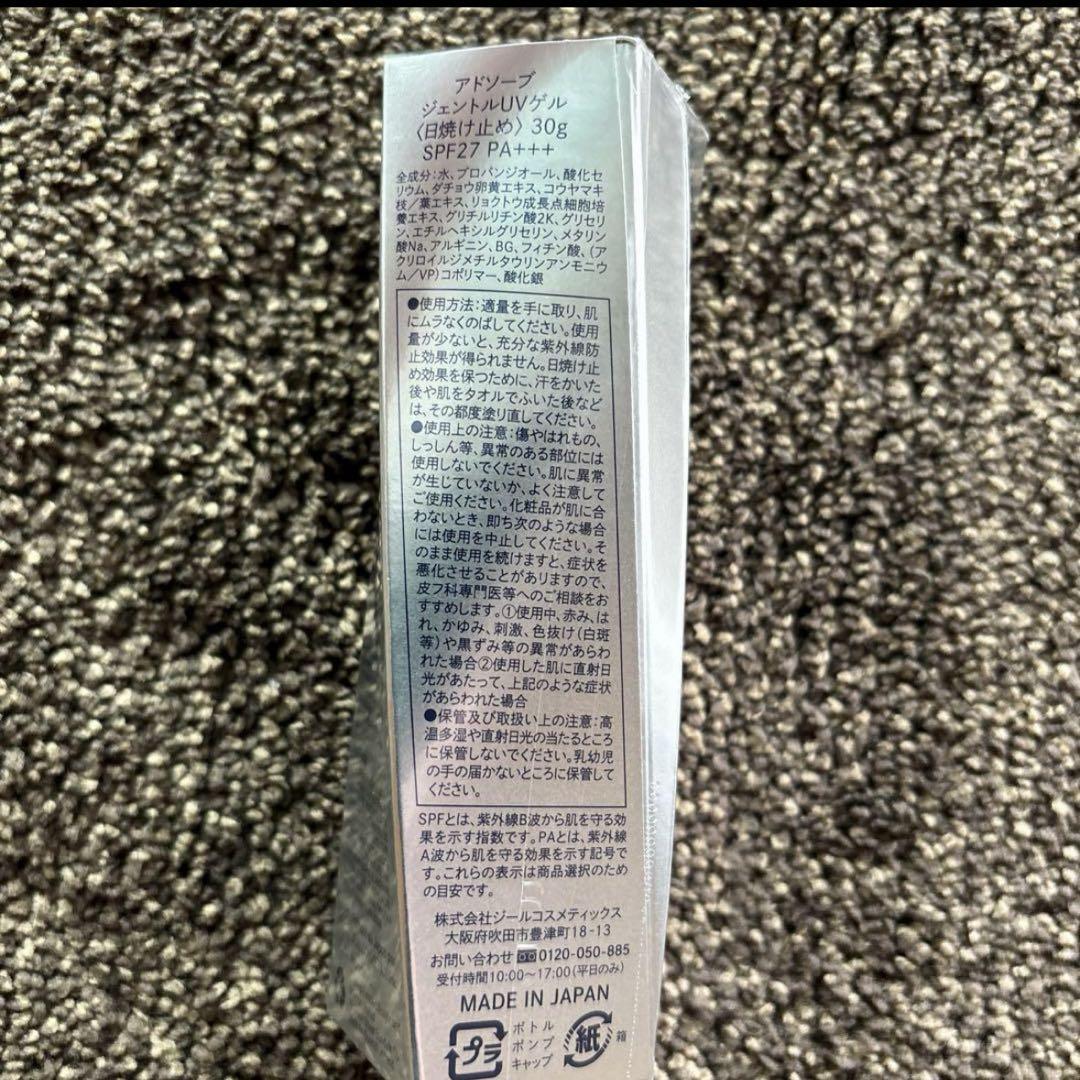 アドソーブ
ジェントルUVゲル
〈日焼け止め〉30g
SPF27 PA+++
全成分:水、プロパンジオール、酸化セ
リウム、ダチョウ卵黄エキス、コウヤマキ
枝/葉エキス、リョクトウ成長点細胞培
養エキス、グリチルリチン酸2K、グリセリ
ン、エチルヘキシルグリセリン、メタリン
酸Na、アルギニン、BG、フィチン酸、(ア
クリロイルジメチルタウリンアンモニウ
ム/VP)コポリマー、酸化銀
●使用方法:適量を手に取り、肌
にムラなくのばしてください。使用
量が少ないと、充分な紫外線防
止効果が得られません。日焼け止
め効果を保つために、汗をかいた
後や肌をタオルでふいた後など
は、その都度塗り直してください。
●使用上の注意:傷やはれもの、
しっしん等、異常のある部位には
使用しないでください。肌に異常
が生じていないか、よく注意して
ご使用ください。化粧品が肌に合
わないとき、即ち次のような場合
には使用を中止してください。そ
のまま使用を続けますと、症状を
悪化させることがありますので、
皮フ科専門医等へのご相談をお
すすめします。①使用中、赤み、は
れ、かゆみ、刺激、色抜け(白斑
等)や黒ずみ等の異常があらわ
れた場合②使用した肌に直射日
光があたって、上記のような症状
があらわれた場合
●保管及び取扱い上の注意:高
温多湿や直射日光の当たるところ
に保管しないでください。乳幼児
の手の届かないところに保管して
ください。
SPFとは、紫外線B波から肌を守る効
果を示す指数です。PAとは、紫外線
A波から肌を守る効果を示す記号で
す。これらの表示は商品選択のため
の目安です。
株式会社ジールコスメティックス
大阪府吹田市豊津町18-13
お問い合わせ 0120-050-885
受付時間10:00～17:00(平日のみ)
MADE IN JAPAN
プラ
ボトル
ポンプ
キャップ
紙
箱